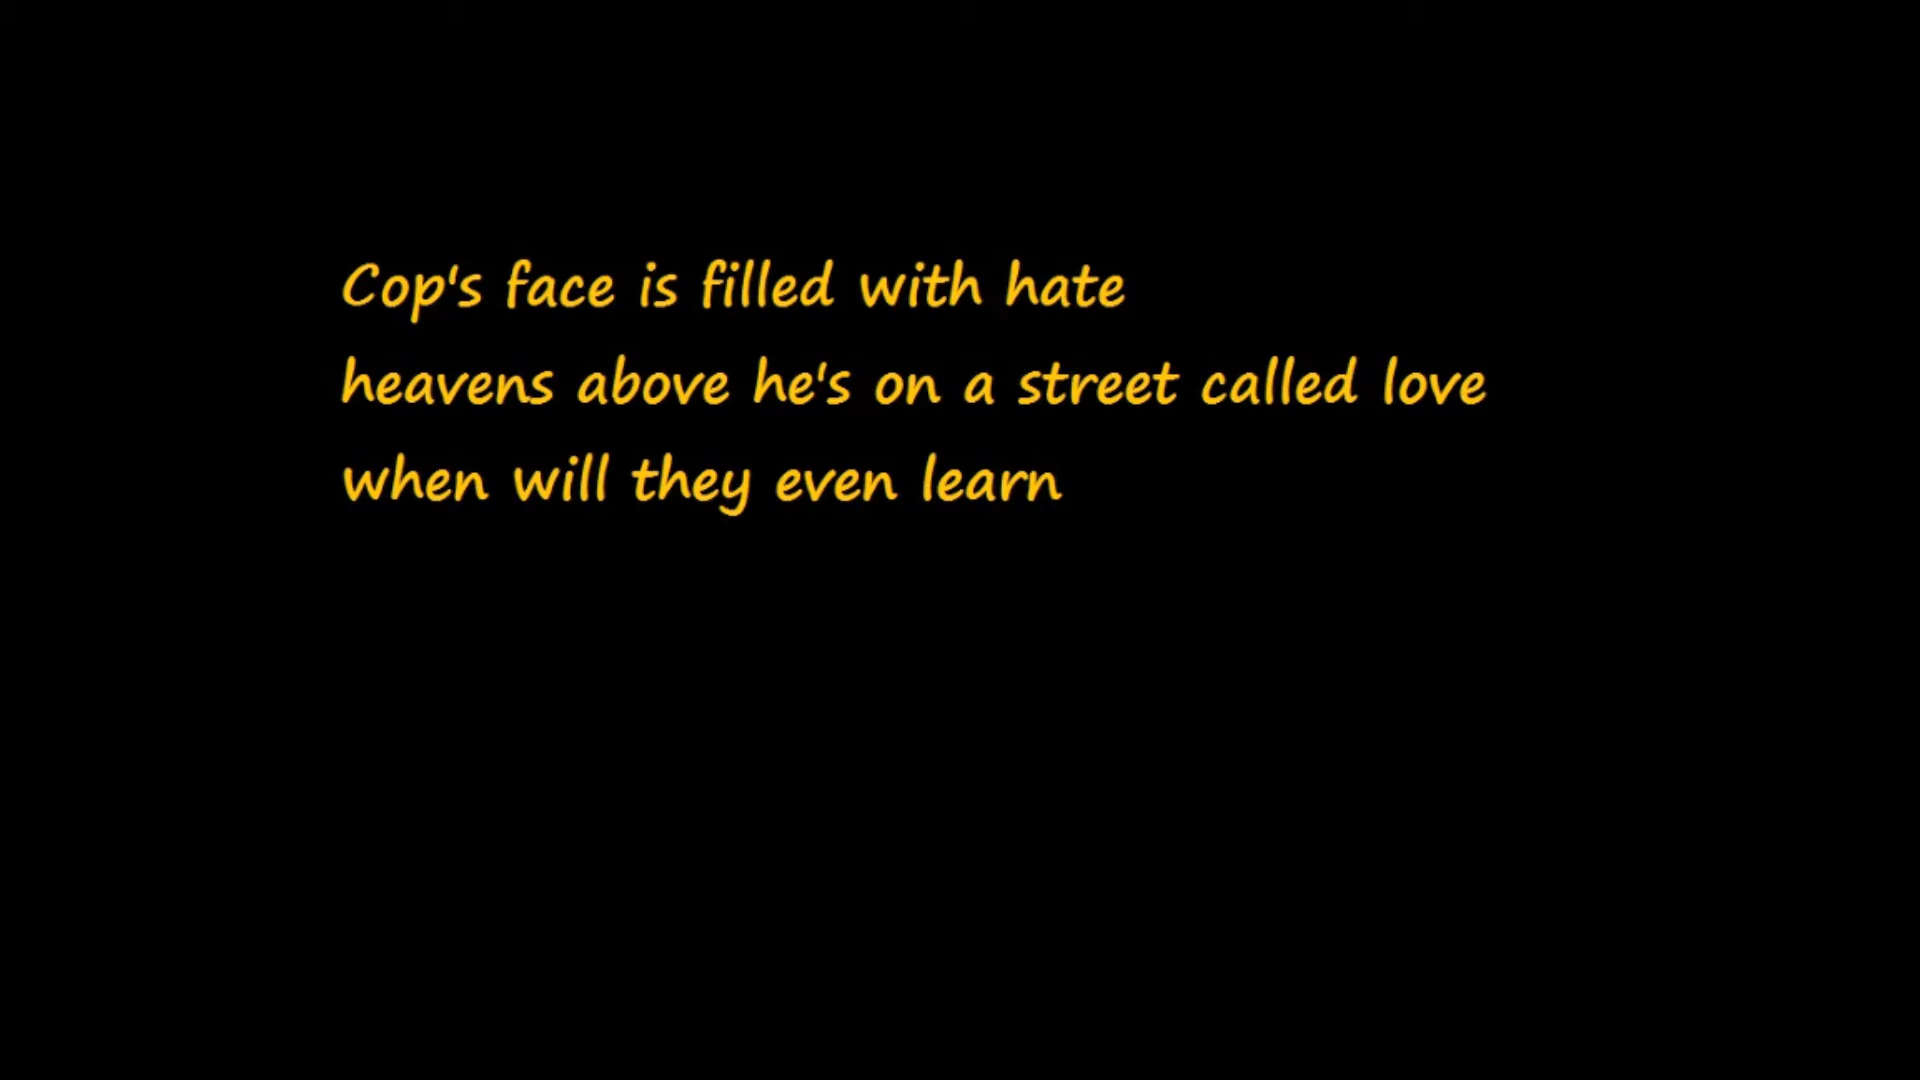 Cop's face is filled with hate
heavens above he's on a street called love
when will they even learn